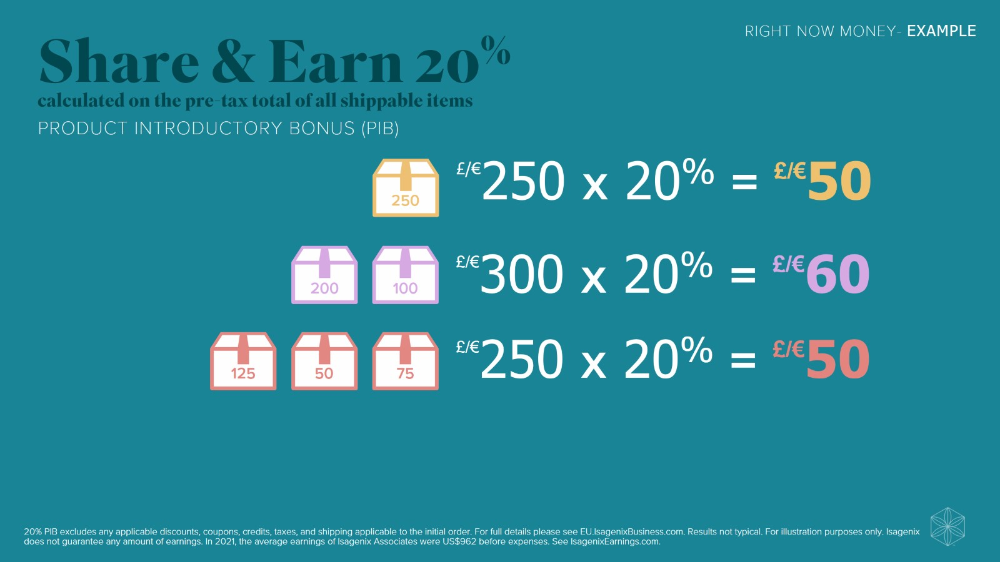 RIGHT NOW MONEY- EXAMPLE
Share & Earn 20%
calculated on the pre-tax total of all shippable items
PRODUCT INTRODUCTORY BONUS (PIB)
250 £/€250 x 20% = £/€50
200 100 £/€300 x 20% = £/€60
125 50 75 £/€250 x 20% = £/€50
20% PIB excludes any applicable discounts, coupons, credits, taxes, and shipping applicable to the initial order. For full details please see EU.IsagenixBusiness.com. Results not typical. For illustration purposes only. Isagenix
does not guarantee any amount of earnings. In 2021, the average earnings of Isagenix Associates were US$962 before expenses. See IsagenixEarnings.com.